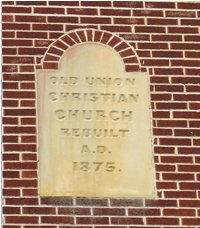 OLD UNION
CHRISTIAN
CHURCH
REBUILT
A.D.
1875.